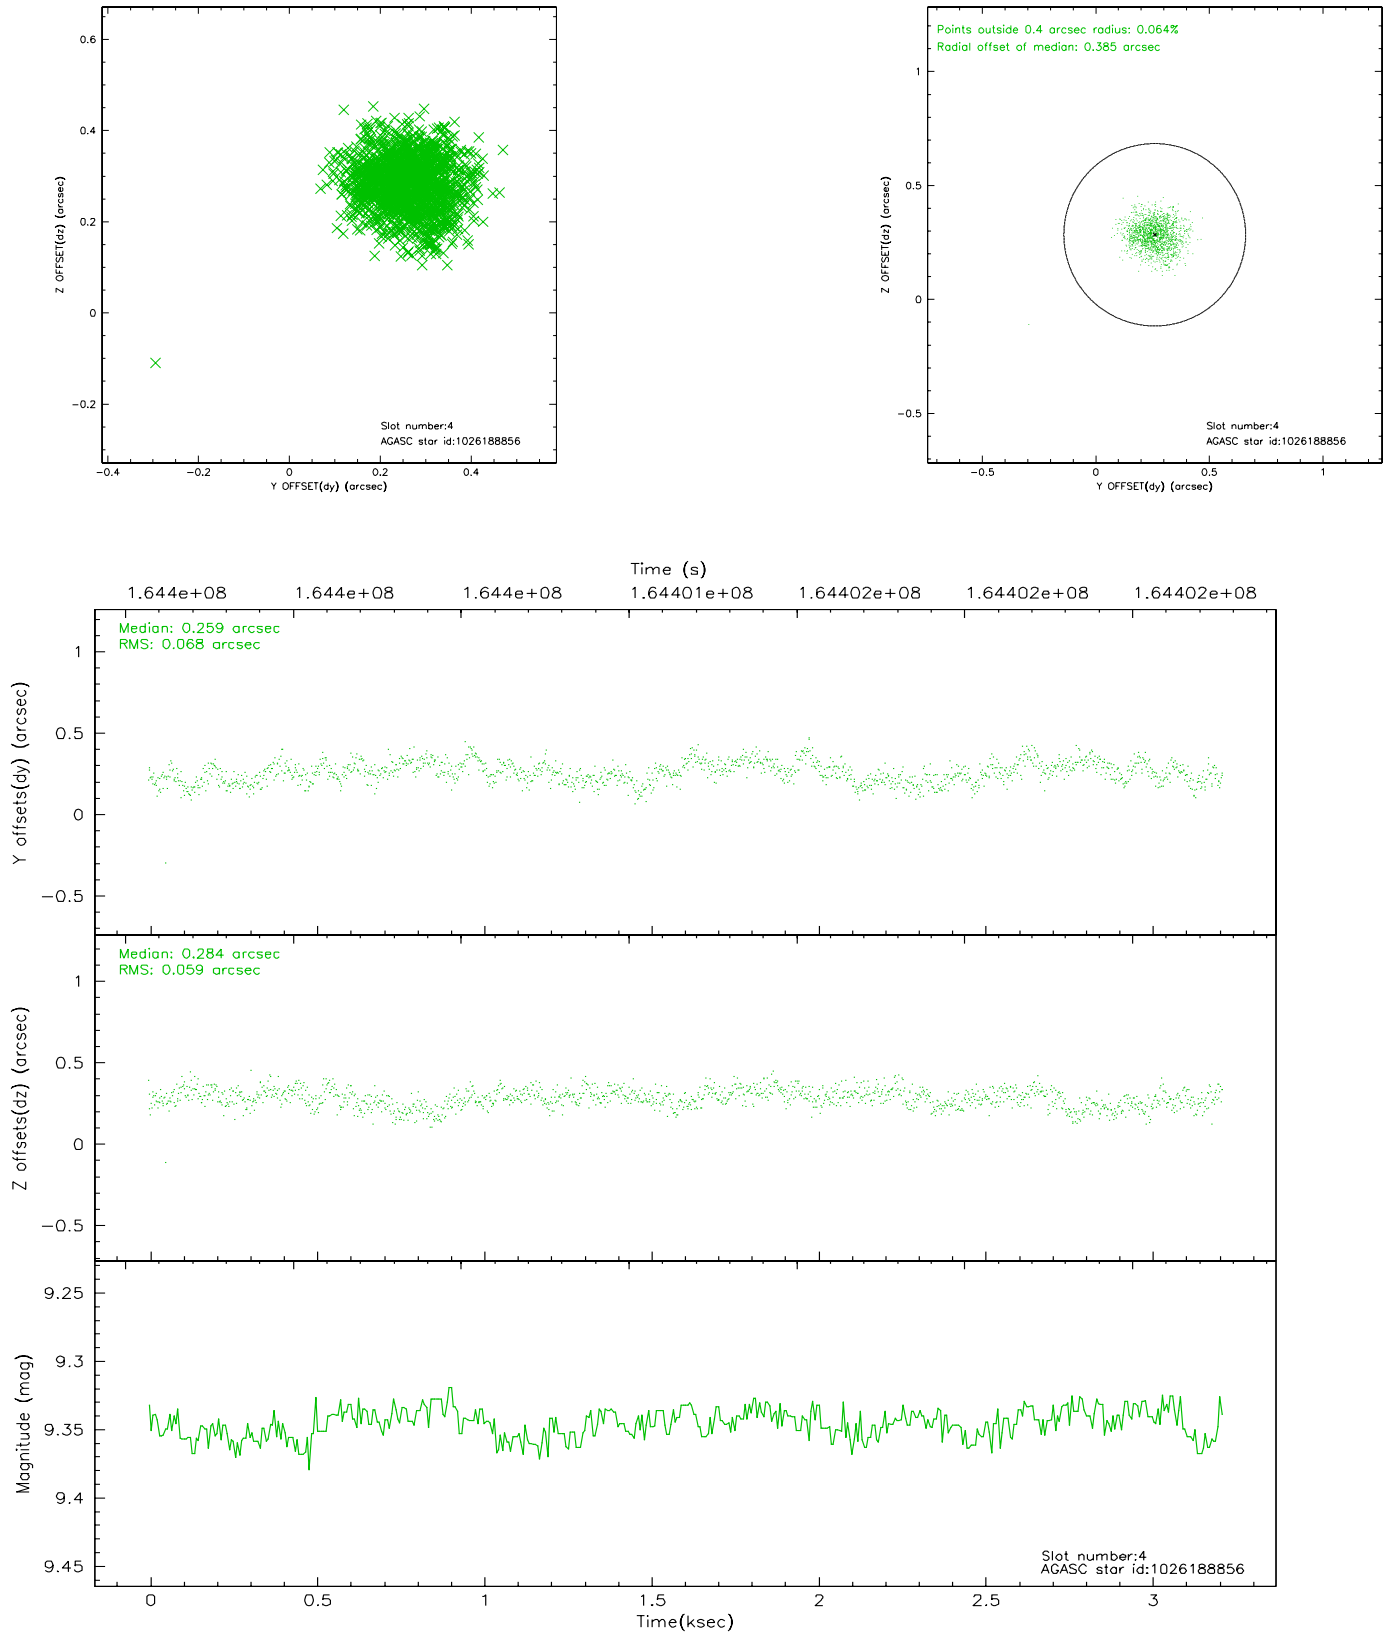 0.6
0.4
0.2
0
−0.2
Z OFFSET(dz) (arcsec)
Slot number:4
AGASC star id:1026188856
−0.4
−0.2
0
0.2
0.4
Y OFFSET(dy) (arcsec)
Points outside 0.4 arcsec radius: 0.064%
Radial offset of median: 0.385 arcsec
1
0.5
0
−0.5
Z OFFSET(dz) (arcsec)
Slot number:4
AGASC star id:1026188856
−0.5
0
0.5
1
Y OFFSET(dy) (arcsec)
Time (s)
1.644e+08
1.644e+08
1.644e+08
1.64401e+08
1.64402e+08
1.64402e+08
1.64402e+08
Median: 0.259 arcsec
RMS: 0.068 arcsec
1
0.5
0
−0.5
Y offsets(dy) (arcsec)
Median: 0.284 arcsec
RMS: 0.059 arcsec
1
0.5
0
−0.5
Z offsets(dz) (arcsec)
9.25
9.3
9.35
9.4
9.45
Magnitude (mag)
Slot number:4
AGASC star id:1026188856
0
0.5
1
1.5
2
2.5
3
Time(ksec)